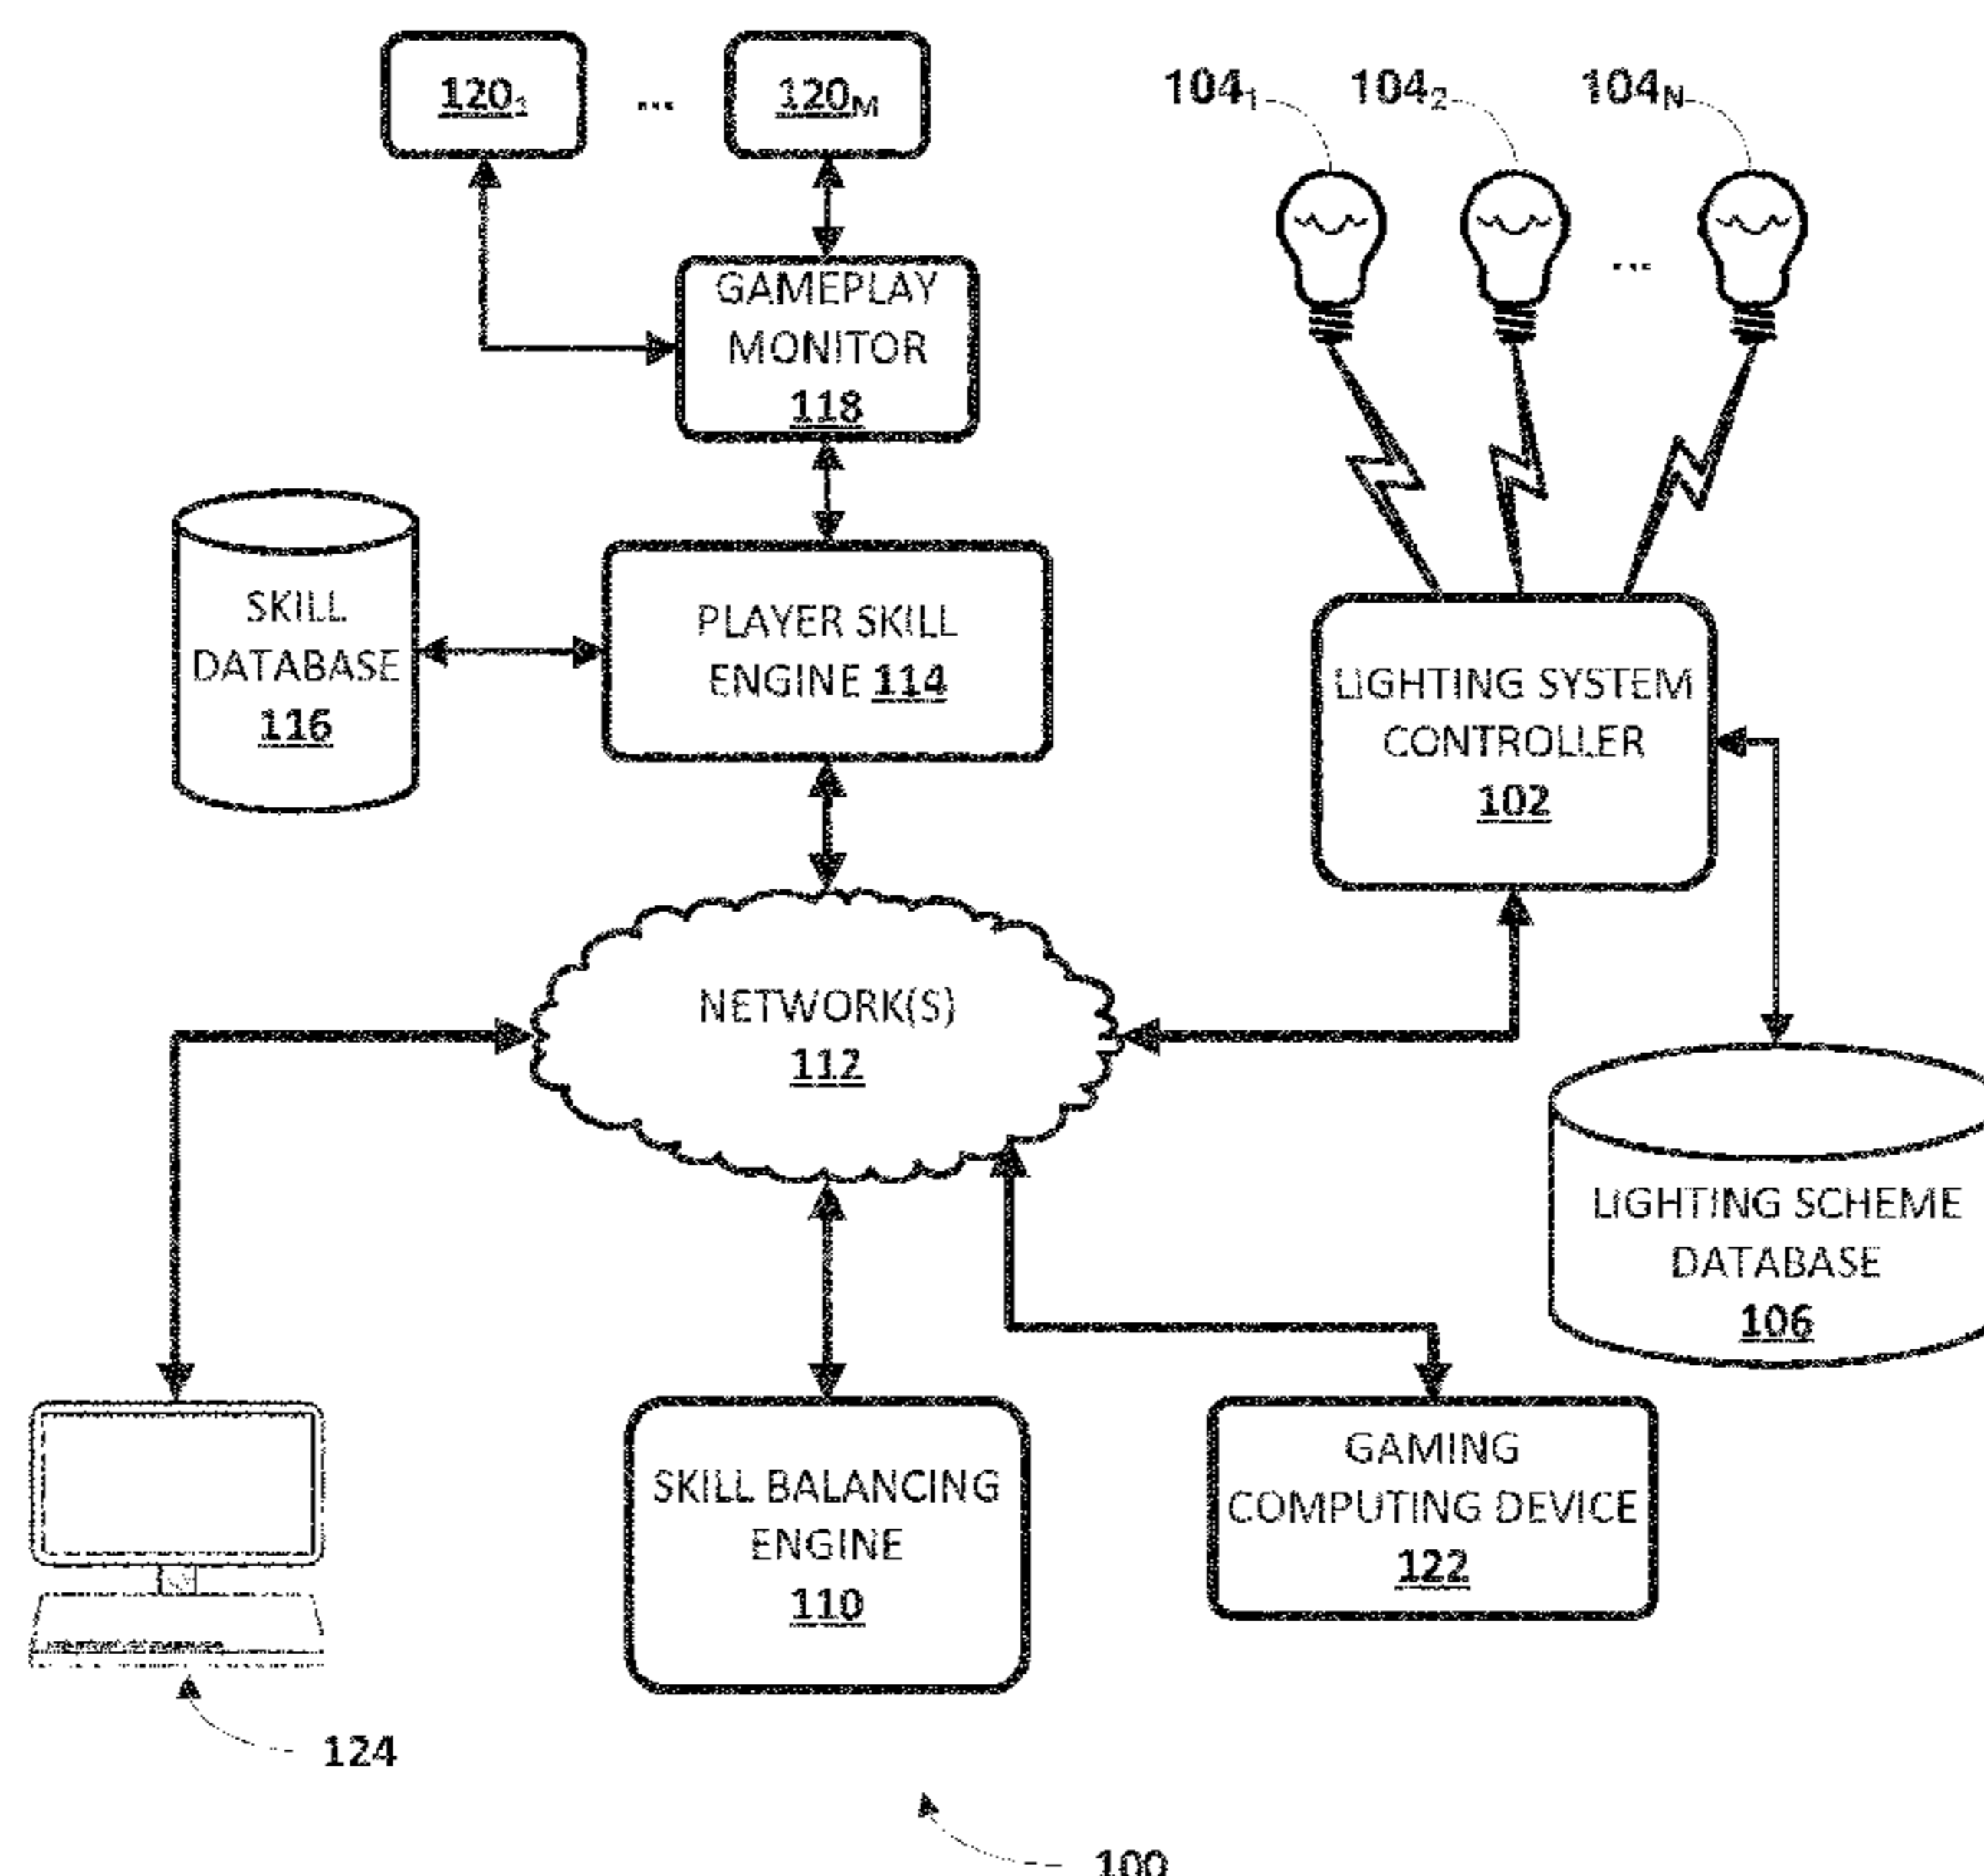 120₁ ... 120M
104₁ 104₂ 104N
...
GAMEPLAY
MONITOR
118
SKILL
DATABASE
116
PLAYER SKILL
ENGINE 114
LIGHTING SYSTEM
CONTROLLER
102
NETWORK(S)
112
LIGHTING SCHEME
DATABASE
106
SKILL BALANCING
ENGINE
110
GAMING
COMPUTING DEVICE
122
124
100